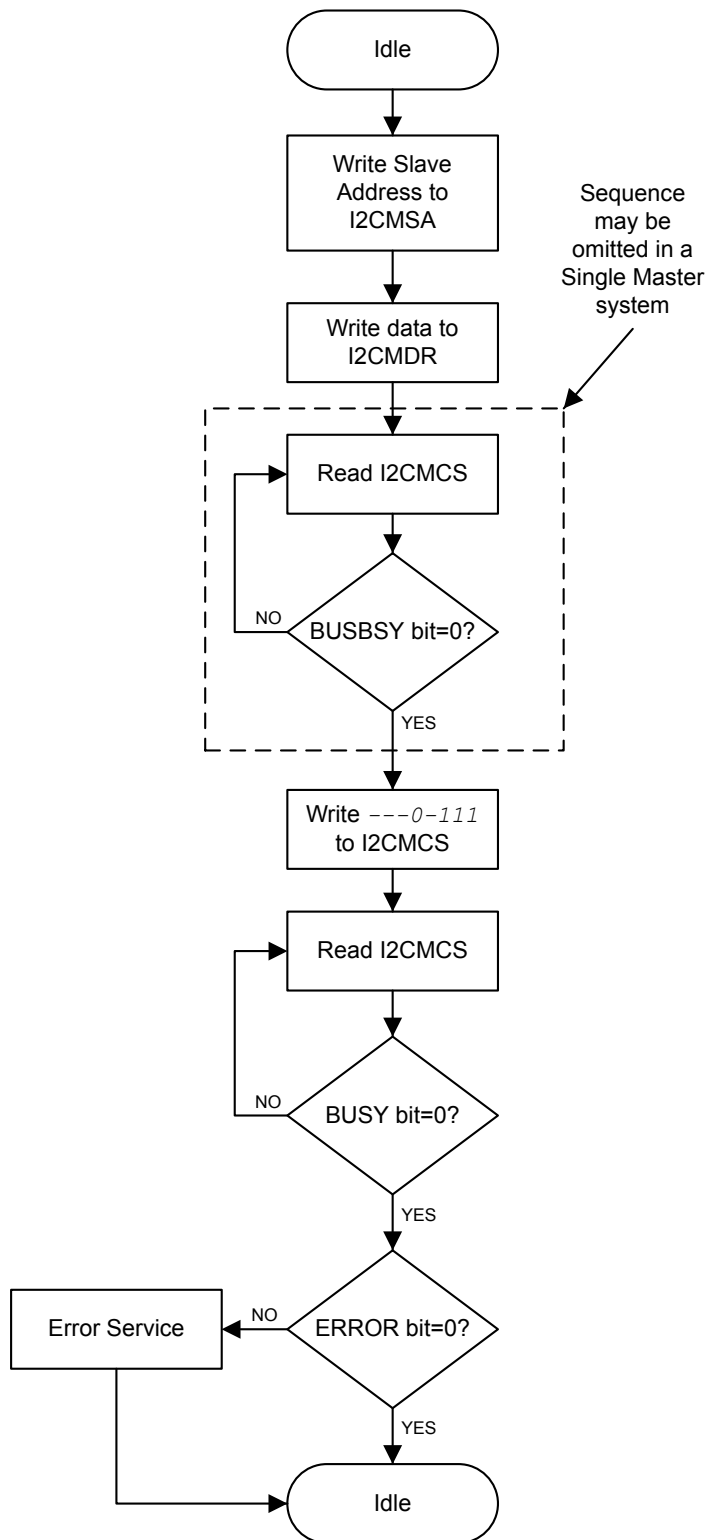 Idle
Write Slave
Address to
I2CMSA
Sequence
may be
omitted in a
Single Master
system
Write data to
I2CMDR
Read I2CMCS
NO
BUSBSY bit=0?
YES
Write ---0-111
to I2CMCS
Read I2CMCS
NO
BUSY bit=0?
YES
Error Service
NO
ERROR bit=0?
YES
Idle